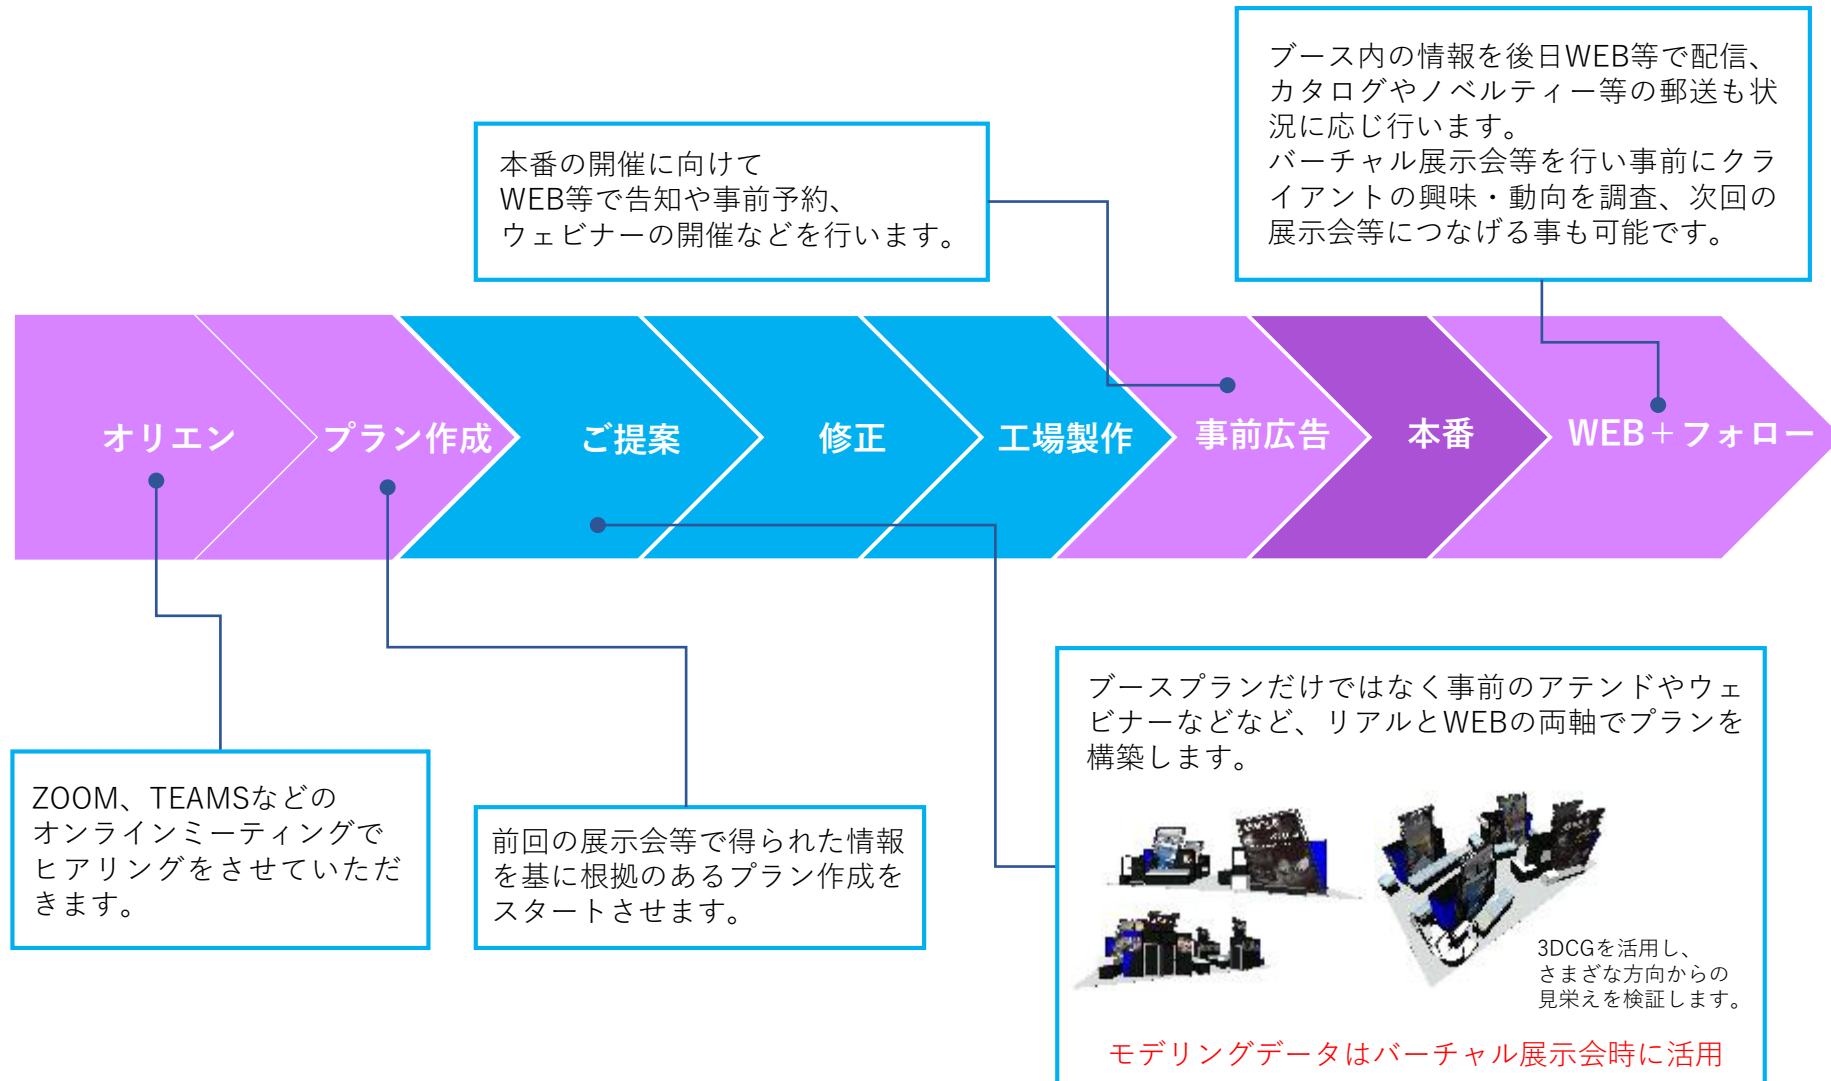 ブース内の情報を後日WEB等で配信、
カタログやノベルティー等の郵送も状
況に応じ行います。
バーチャル展示会等を行い事前にクラ
イアントの興味・動向を調査、次回の
展示会等につなげる事も可能です。
本番の開催に向けて
WEB等で告知や事前予約、
ウェビナーの開催などを行います。
オリエン
プラン作成
ご提案
修正
工場製作
事前広告
本番
WEB＋フォロー
ZOOM、TEAMSなどの
オンラインミーティングで
ヒアリングをさせていただ
きます。
前回の展示会等で得られた情報
を基に根拠のあるプラン作成を
スタートさせます。
ブースプランだけではなく事前のアテンドやウェ
ビナーなどなど、リアルとWEBの両軸でプランを
構築します。
3DCGを活用し、
さまざな方向からの
見栄えを検証します。
モデリングデータはバーチャル展示会時に活用